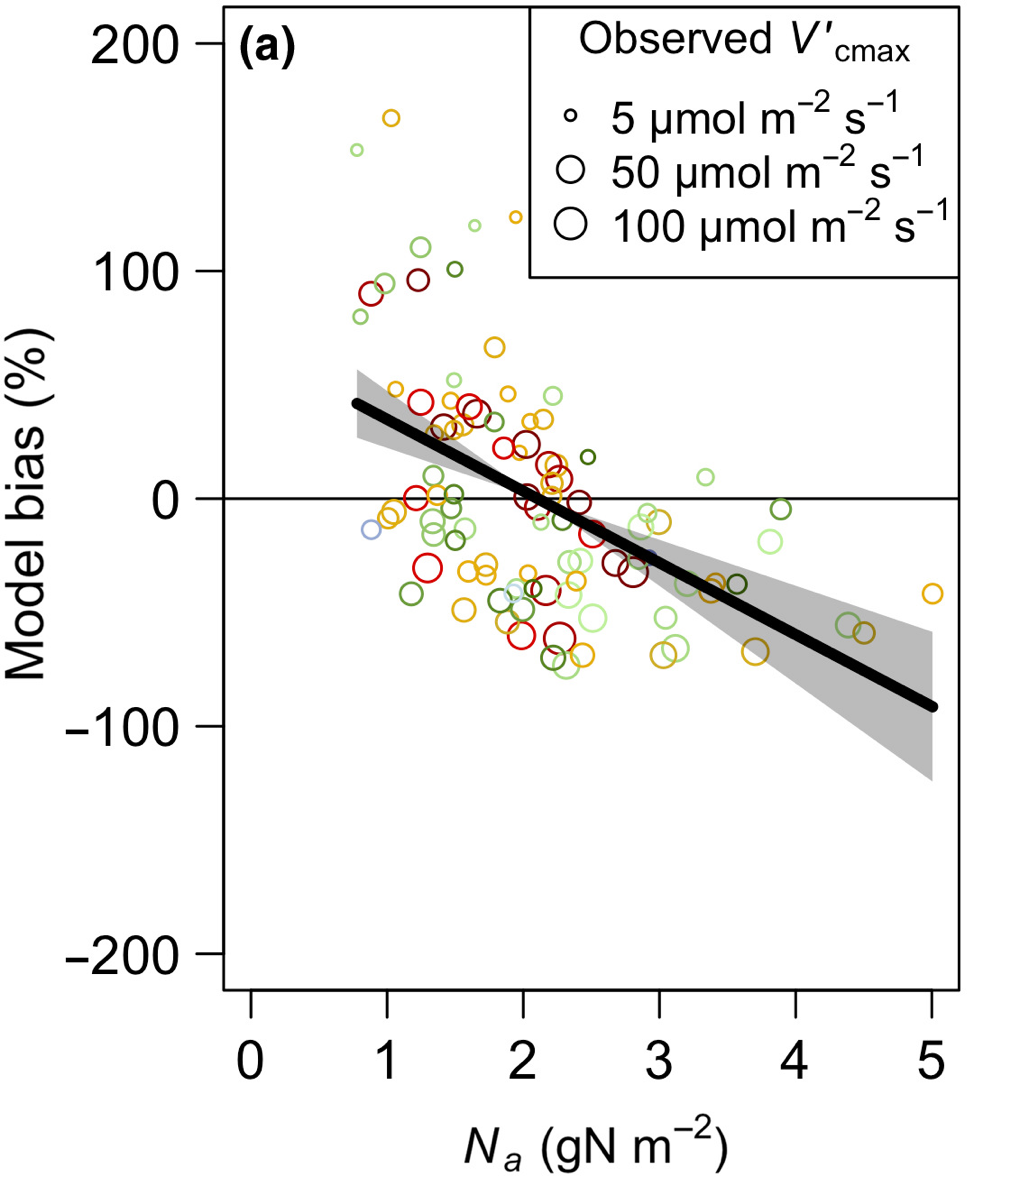 (a)
Observed V'cmax
5 µmol m−2 s−1
50 µmol m−2 s−1
100 µmol m−2 s−1
200
100
0
−100
−200
Model bias (%)
0 1 2 3 4 5
Na (gN m−2)